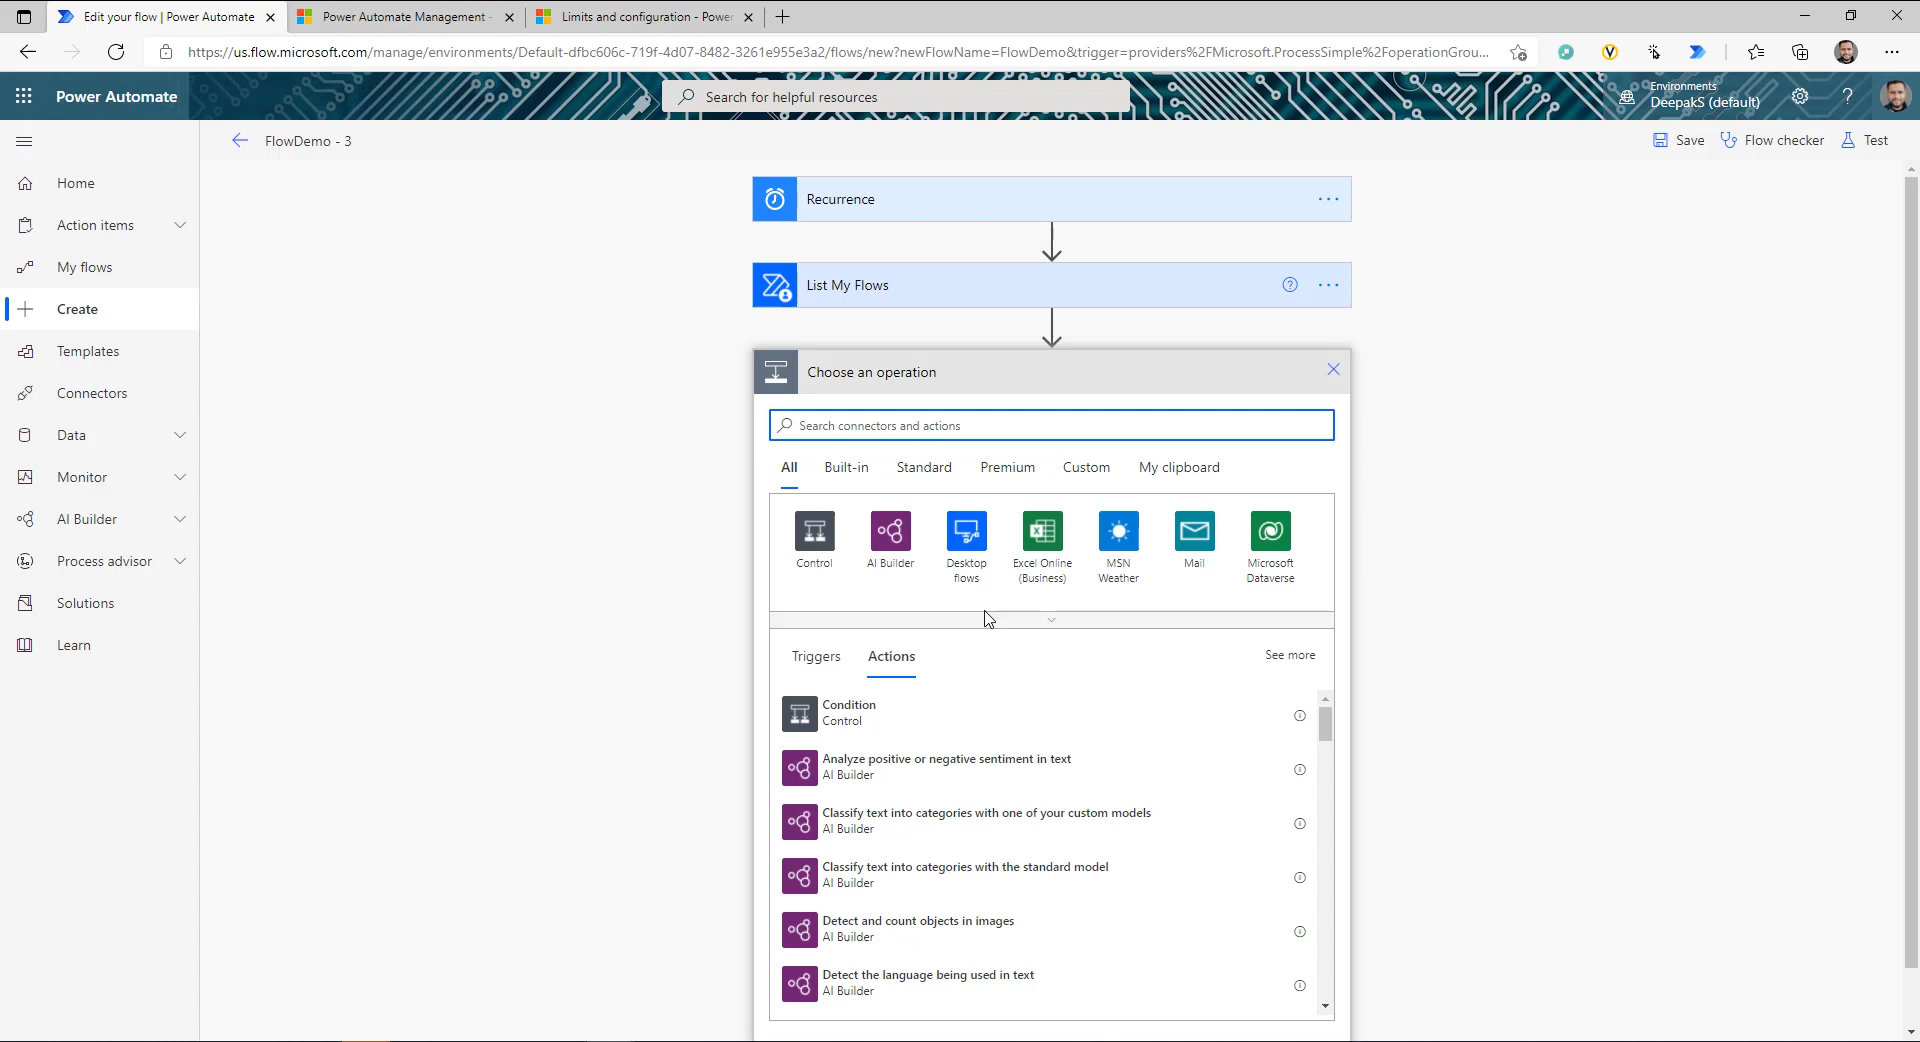 Edit your flow | Power Automate
Power Automate Management -
Limits and configuration - Power
https://us.flow.microsoft.com/manage/environments/Default-dfbc606c-719f-4d07-8482-3261e955e3a2/flows/new?newFlowName=FlowDemo&trigger=providers%2FMicrosoft.ProcessSimple%2FoperationGrou...
Power Automate
Search for helpful resources
Environments
DeepakS (default)
FlowDemo - 3
Save
Flow checker
Test
Home
Action items
My flows
Create
Templates
Connectors
Data
Monitor
AI Builder
Process advisor
Solutions
Learn
Recurrence
List My Flows
Choose an operation
Search connectors and actions
All
Built-in
Standard
Premium
Custom
My clipboard
Control
AI Builder
Desktop
flows
Excel Online
(Business)
MSN
Weather
Mail
Microsoft
Dataverse
Triggers
Actions
See more
Condition
Control
Analyze positive or negative sentiment in text
AI Builder
Classify text into categories with one of your custom models
AI Builder
Classify text into categories with the standard model
AI Builder
Detect and count objects in images
AI Builder
Detect the language being used in text
AI Builder